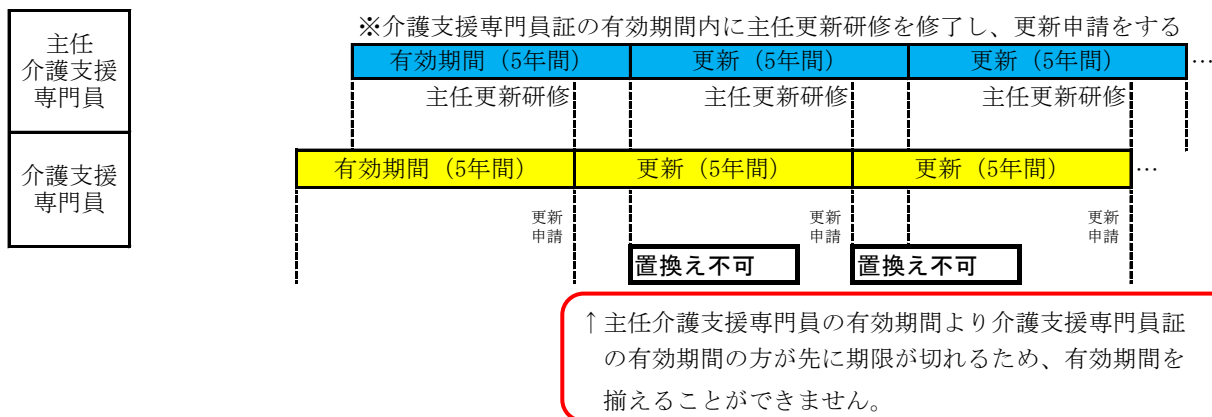 主任
介護支援
専門員
介護支援
専門員
※介護支援専門員証の有効期間内に主任更新研修を修了し、更新申請をする
有効期間（5年間） 更新（5年間） 更新（5年間） …
主任更新研修 主任更新研修 主任更新研修
有効期間（5年間） 更新（5年間） 更新（5年間） …
更新 更新 更新
申請 申請 申請
置換え不可 置換え不可
↑主任介護支援専門員の有効期間より介護支援専門員証
の有効期間の方が先に期限が切れるため、有効期間を
揃えることができません。